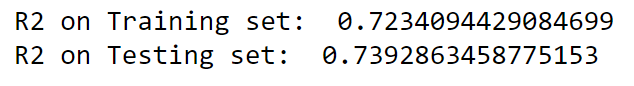 R2 on Training set:  0.7234094429084699
R2 on Testing set:  0.7392863458775153